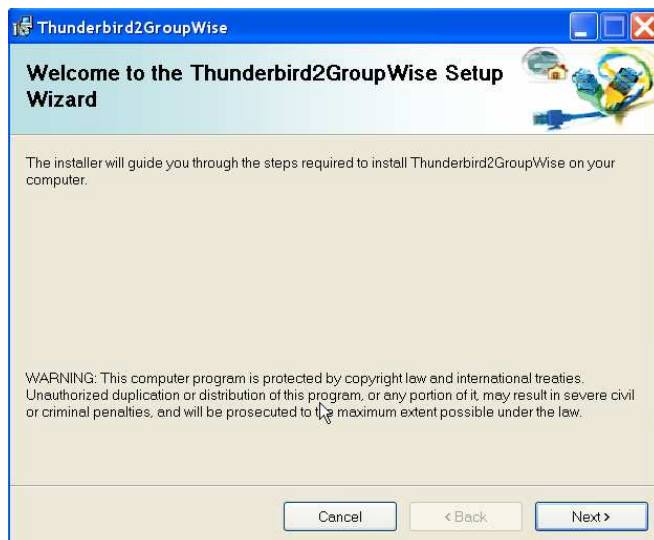 Thunderbird2GroupWise
Welcome to the Thunderbird2GroupWise Setup
Wizard
The installer will guide you through the steps required to install Thunderbird2GroupWise on your
computer.
WARNING: This computer program is protected by copyright law and international treaties.
Unauthorized duplication or distribution of this program, or any portion of it, may result in severe civil
or criminal penalties, and will be prosecuted to the maximum extent possible under the law.
Cancel
< Back
Next >